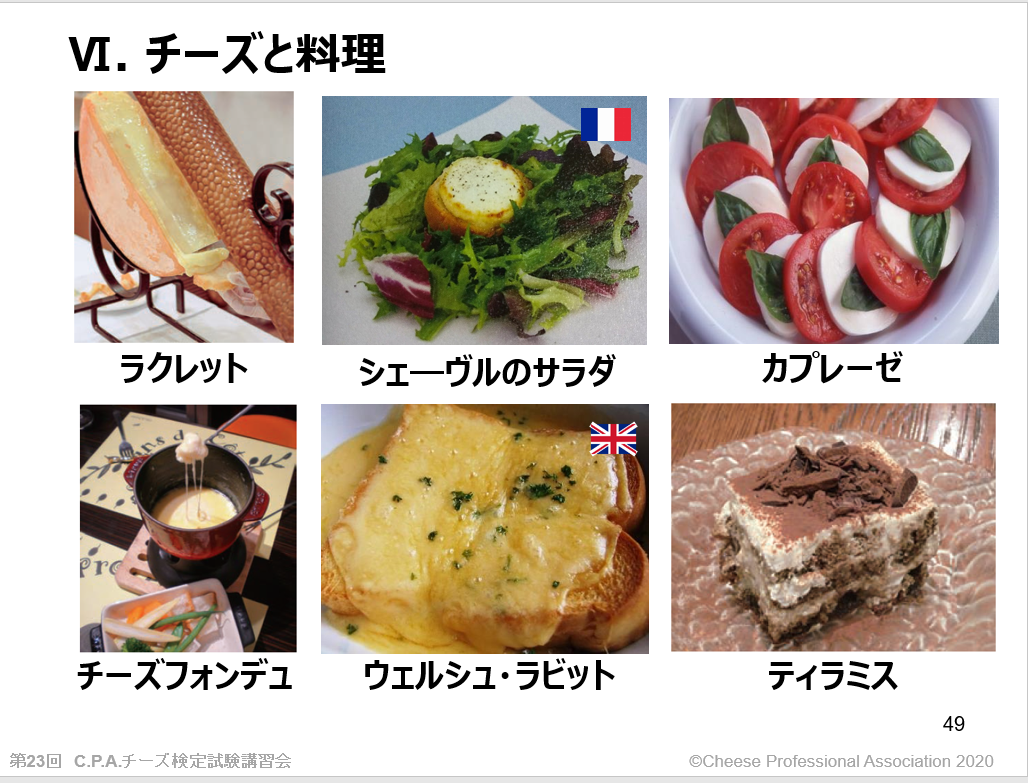 Ⅵ. チーズと料理
ラクレット
シェーヴルのサラダ
カプレーゼ
チーズフォンデュ
ウェルシュ・ラビット
ティラミス
49
第23回 C.P.A.チーズ検定試験講習会
©Cheese Professional Association 2020